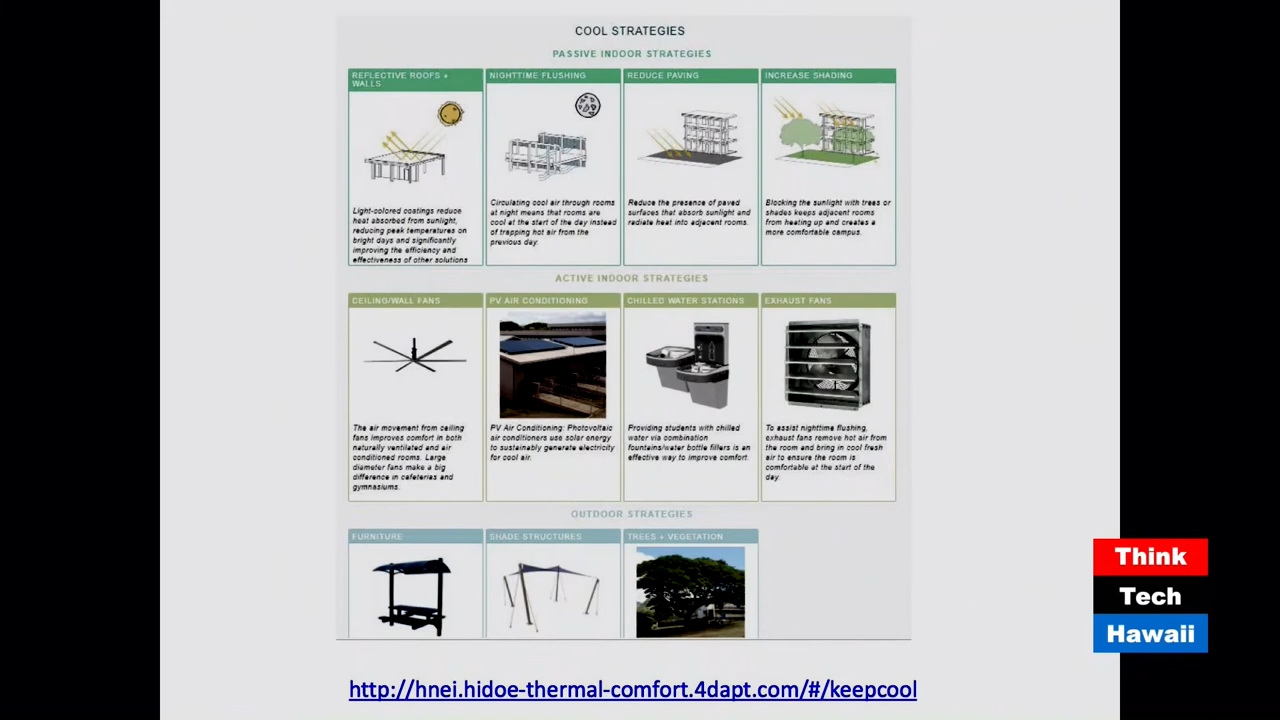 COOL STRATEGIES
PASSIVE INDOOR STRATEGIES
REFLECTIVE ROOFS +
WALLS
Light-colored coatings reduce
heat absorbed from sunlight,
reducing peak temperatures on
bright days and significantly
improving the efficiency and
effectiveness of other solutions
NIGHTTIME FLUSHING
Circulating cool air through rooms
at night means that rooms are
cool at the start of the day instead
of trapping hot air from the
previous day.
REDUCE PAVING
Reduce the presence of paved
surfaces that absorb sunlight and
radiate heat into adjacent rooms.
INCREASE SHADING
Blocking the sunlight with trees or
shades keeps adjacent rooms
from heating up and creates a
more comfortable campus.
ACTIVE INDOOR STRATEGIES
CEILING/WALL FANS
The air movement from ceiling
fans improves comfort in both
naturally ventilated and air
conditioned rooms. Large
diameter fans make a big
difference in cafeterias and
gymnasiums.
PV AIR CONDITIONING
PV Air Conditioning: Photovoltaic
air conditioners use solar energy
to sustainably generate electricity
for cool air.
CHILLED WATER STATIONS
Providing students with chilled
water via combination
fountains/water bottle fillers is an
effective way to improve comfort.
EXHAUST FANS
To assist nighttime flushing,
exhaust fans remove hot air from
the room and bring in cool fresh
air to ensure the room is
comfortable at the start of the
day.
OUTDOOR STRATEGIES
FURNITURE
SHADE STRUCTURES
TREES + VEGETATION
http://hnei.hidoe-thermal-comfort.4dapt.com/#/keepcool
Think
Tech
Hawaii